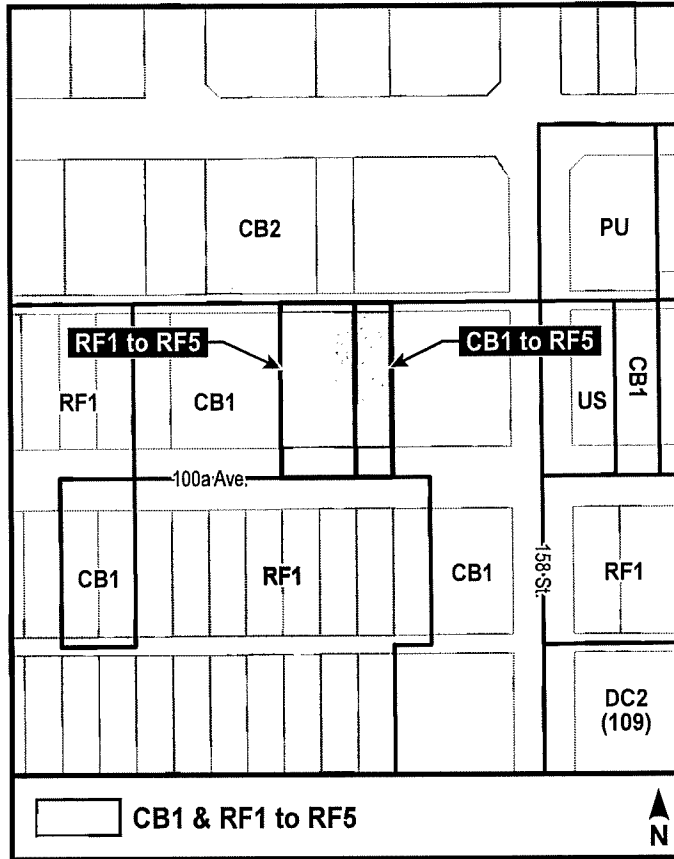 CB2
PU
RF1 to RF5
CB1 to RF5
RF1
CB1
US
CB1
100a Ave.
CB1
RF1
CB1
158 St.
RF1
DC2
(109)
CB1 & RF1 to RF5
N